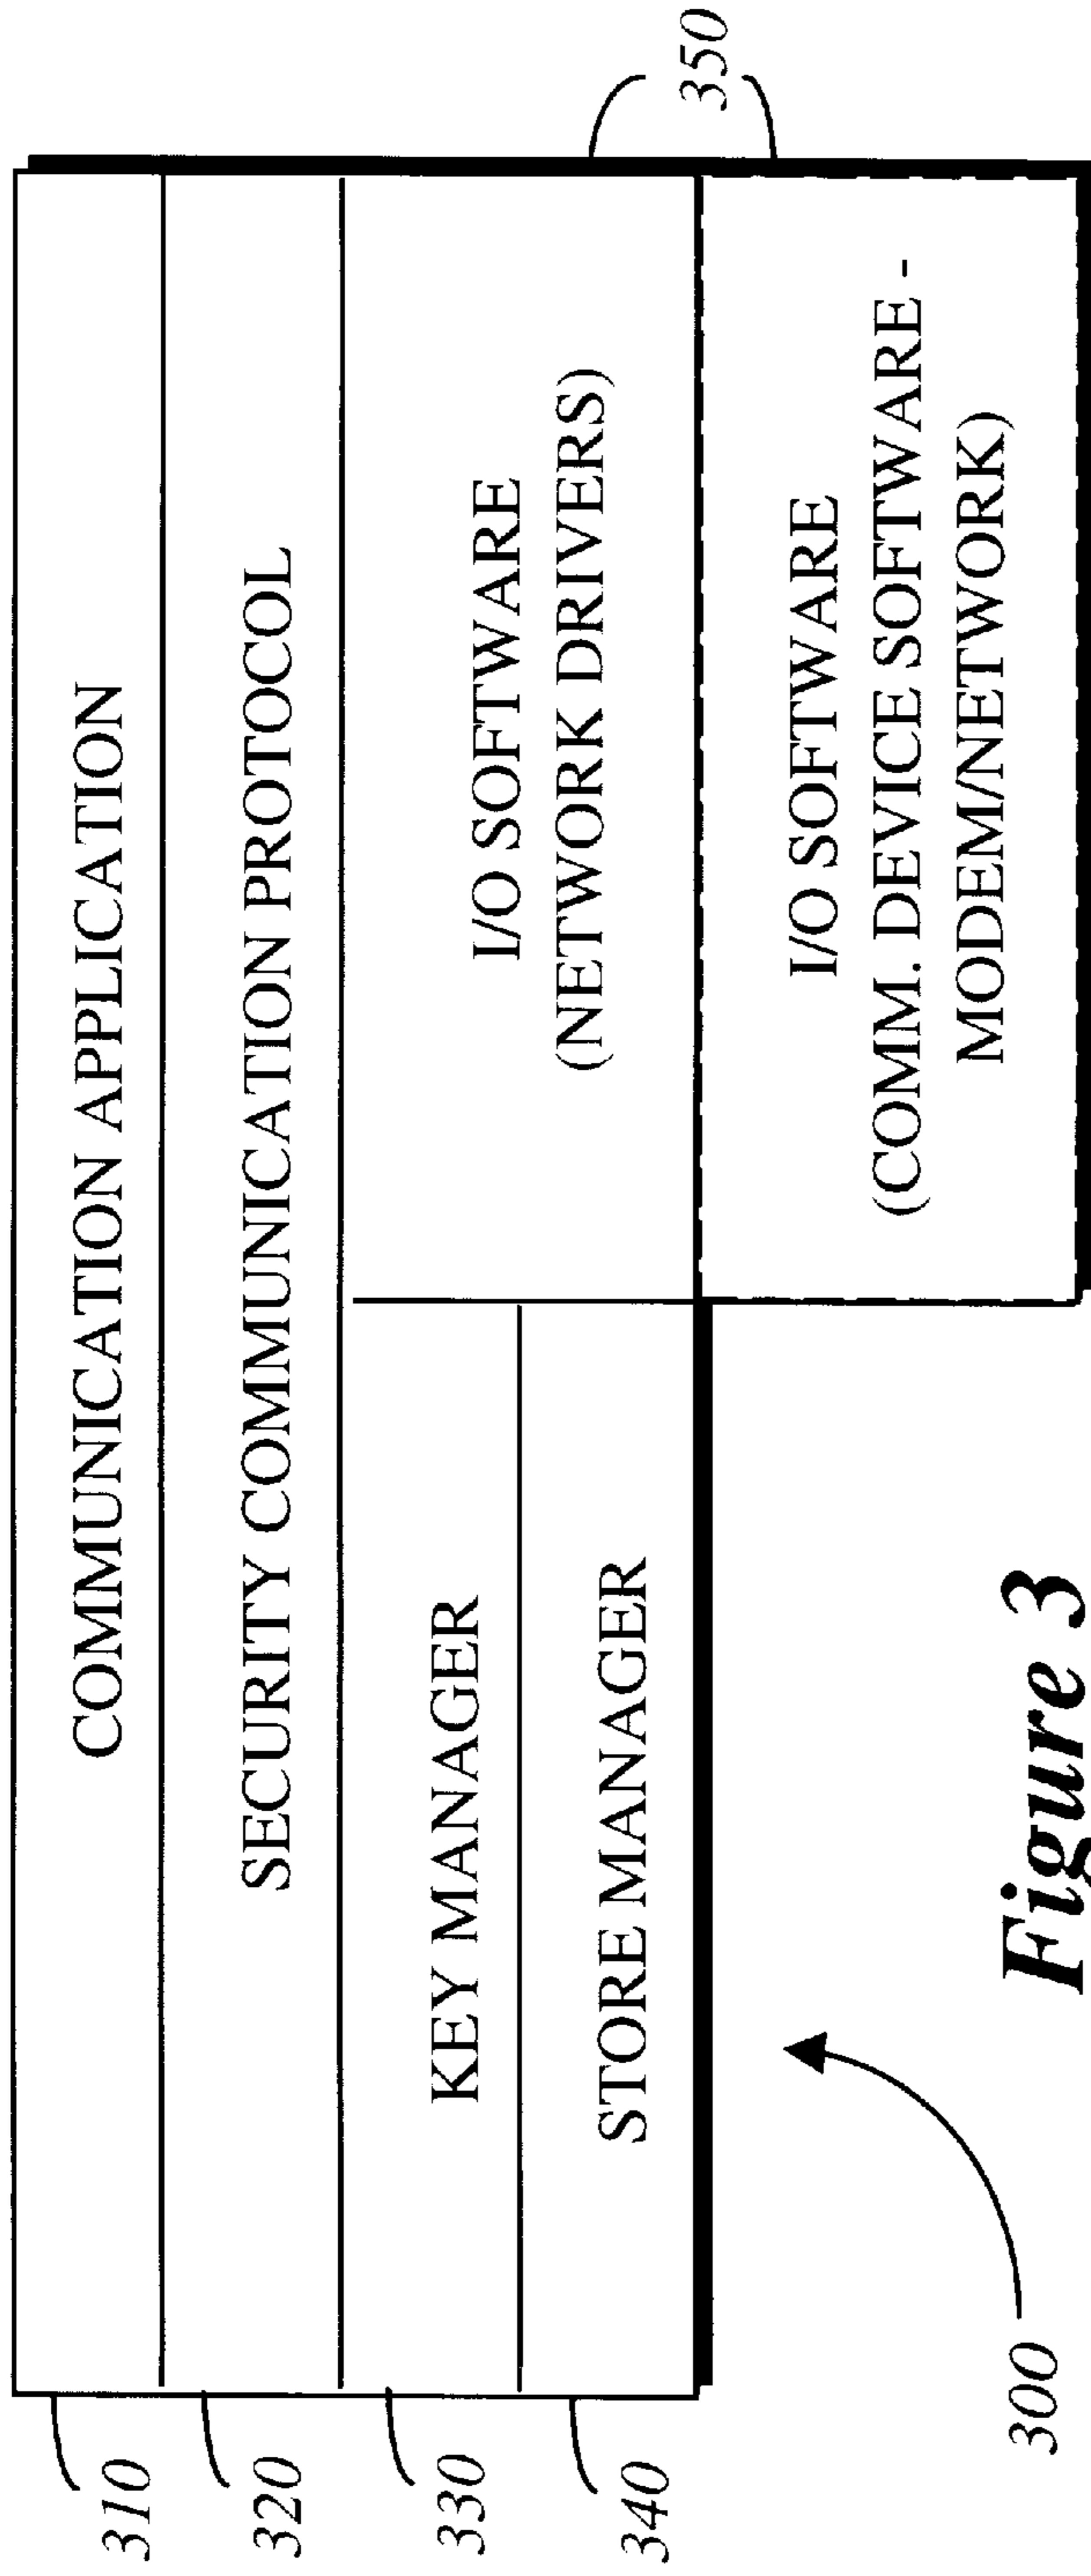 310
COMMUNICATION APPLICATION
320
SECURITY COMMUNICATION PROTOCOL
330
KEY MANAGER
340
STORE MANAGER
I/O SOFTWARE
(NETWORK DRIVERS)
350
I/O SOFTWARE
(COMM. DEVICE SOFTWARE -
MODEM/NETWORK)
300
Figure 3